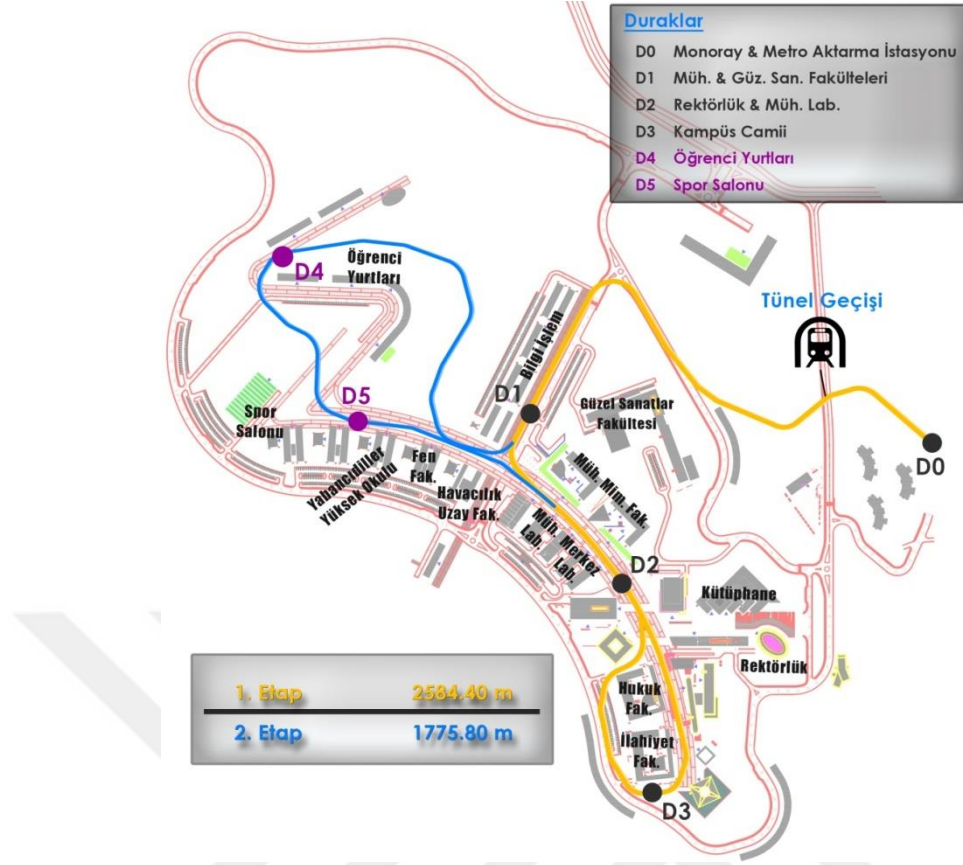 Duraklar
D0 Monoray & Metro Aktarma İstasyonu
D1 Müh. & Güz. San. Fakülteleri
D2 Rektörlük & Müh. Lab.
D3 Kampüs Camii
D4 Öğrenci Yurtları
D5 Spor Salonu
Öğrenci
Yurtları
D4
Tünel Geçişi
Bilgi İşlem
D1
D5
Güzel Sanatlar
Fakültesi
Spor
Salonu
D0
Yabancıdiller
Yüksek Okulu
Fen
Fak.
Havacılık
Uzay Fak.
Müh. Mim. Fak.
Müh. Merkez
Lab.
Lab.
D2
Kütüphane
Rektörlük
Hukuk
Fak.
İlahiyet
Fak.
D3
1. Etap 2584.40 m
2. Etap 1775.80 m